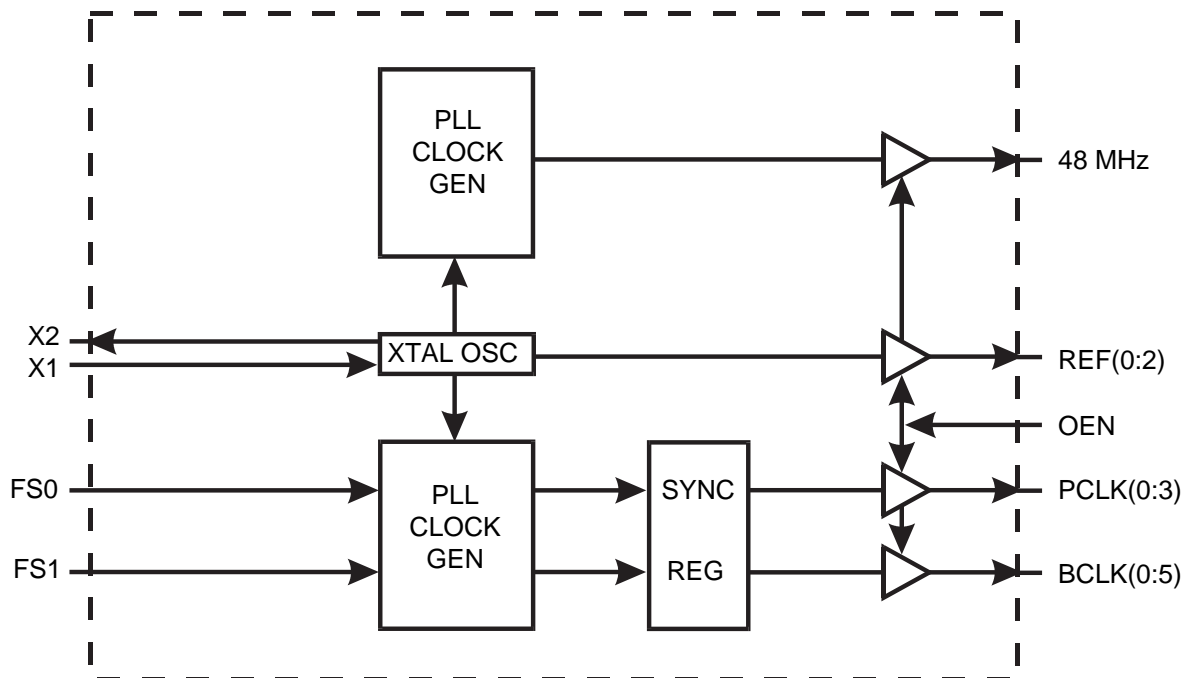 PLL
CLOCK
GEN
48 MHz
X2
X1
XTAL OSC
REF(0:2)
OEN
FS0
FS1
PLL
CLOCK
GEN
SYNC
REG
PCLK(0:3)
BCLK(0:5)